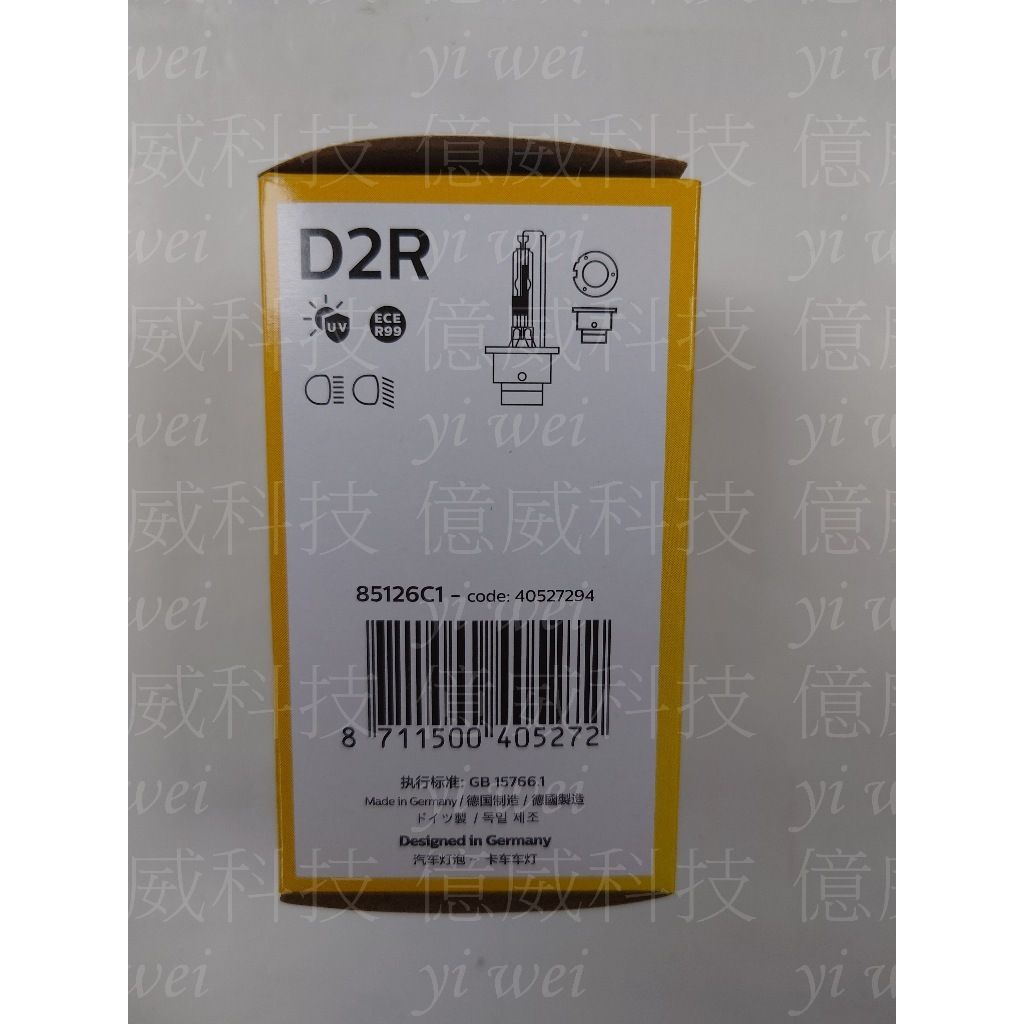 D2R
UV
ECE
R99
85126C1 - code: 40527294
8 711500 405272
执行标准: GB 15766.1
Made in Germany / 德国制造 / 德國製造
ドイツ製 / 독일 제조
Designed in Germany
汽车灯泡 - 卡车车灯
yi wei
億威科技